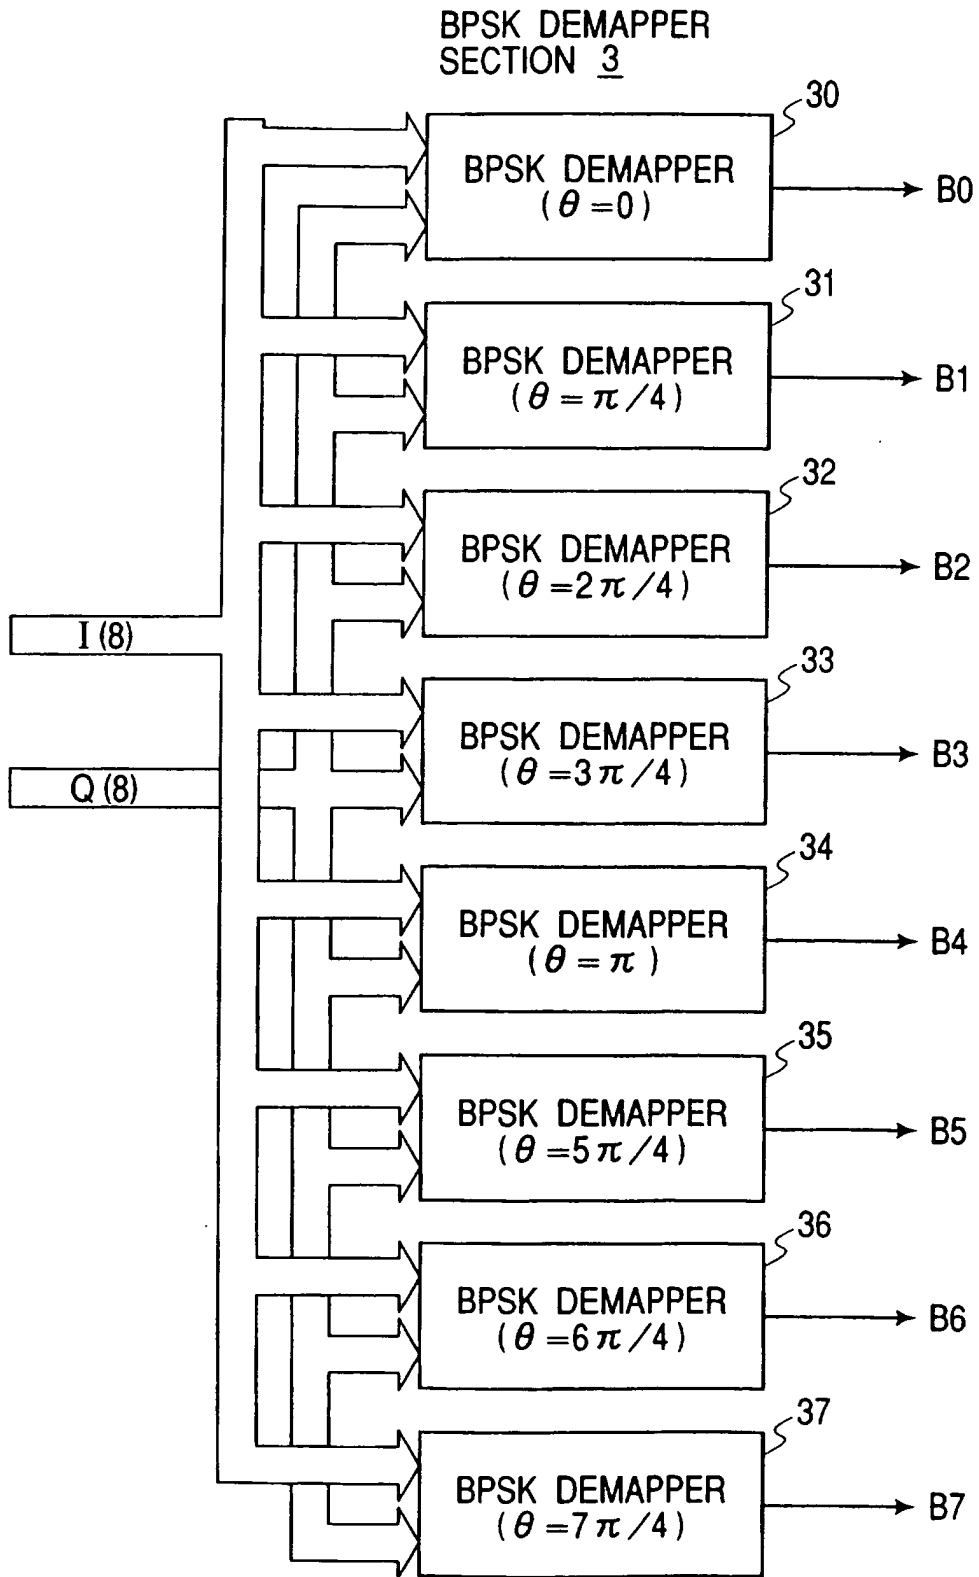 BPSK DEMAPPER
SECTION 3
30
BPSK DEMAPPER
(θ=0)
B0
31
BPSK DEMAPPER
(θ=π/4)
B1
32
BPSK DEMAPPER
(θ=2π/4)
B2
I (8)
33
BPSK DEMAPPER
(θ=3π/4)
B3
Q (8)
34
BPSK DEMAPPER
(θ=π)
B4
35
BPSK DEMAPPER
(θ=5π/4)
B5
36
BPSK DEMAPPER
(θ=6π/4)
B6
37
BPSK DEMAPPER
(θ=7π/4)
B7